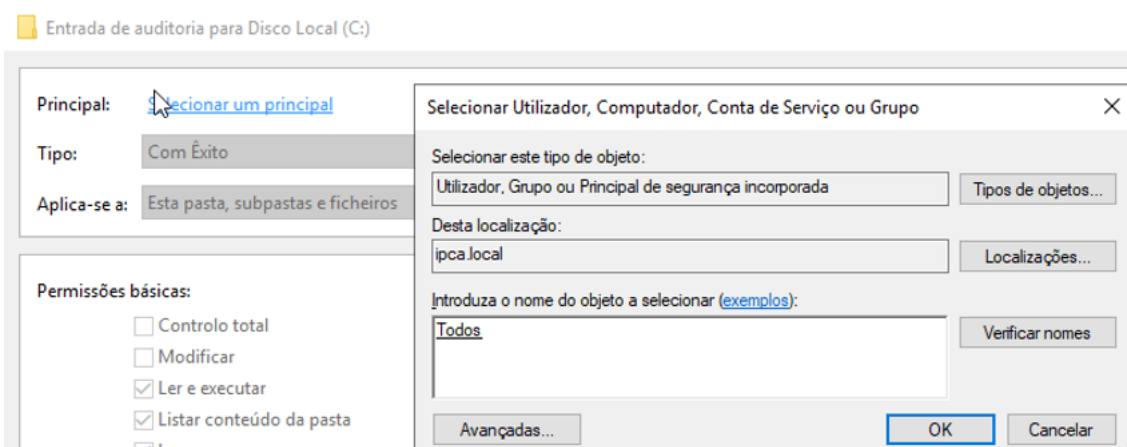 Entrada de auditoria para Disco Local (C:)
Principal: Selecionar um principal
Tipo: Com Êxito
Aplica-se a: Esta pasta, subpastas e ficheiros
Permissões básicas:
Controlo total
Modificar
Ler e executar
Listar conteúdo da pasta
Selecionar Utilizador, Computador, Conta de Serviço ou Grupo
Selecionar este tipo de objeto:
Utilizador, Grupo ou Principal de segurança incorporada Tipos de objetos...
Desta localização:
ipca.local Localizações...
Introduza o nome do objeto a selecionar (exemplos):
Todos Verificar nomes
Avançadas... OK Cancelar